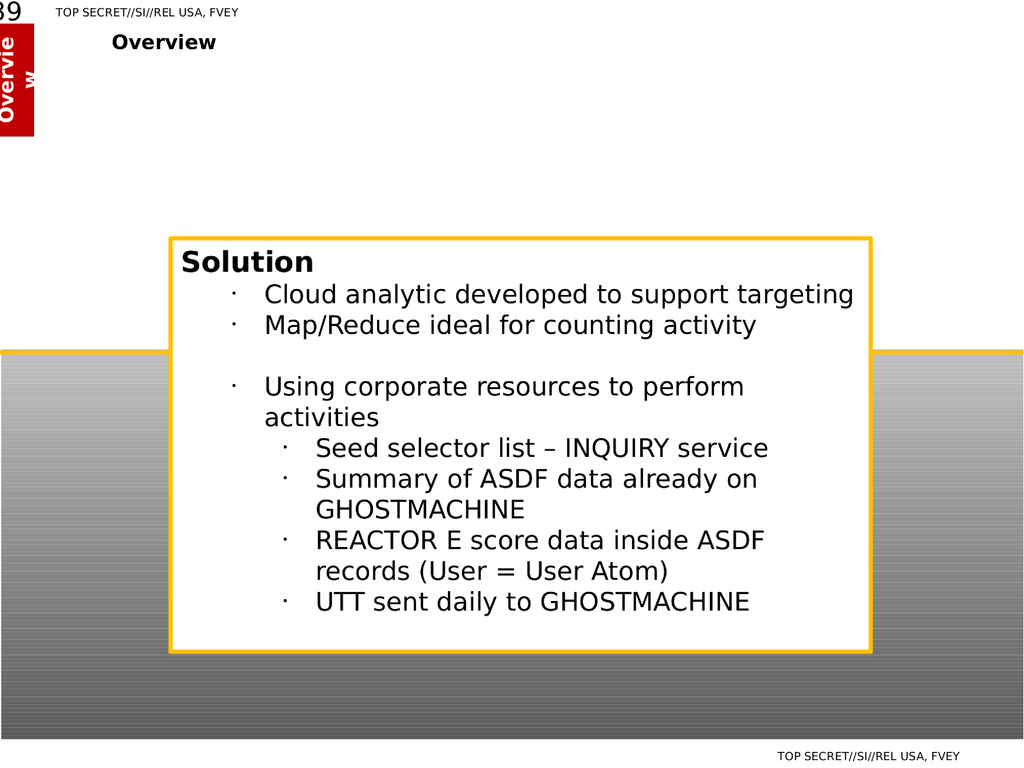 39
TOP SECRET//SI//REL USA, FVEY
Overview
Overvie
w
Solution
· Cloud analytic developed to support targeting
· Map/Reduce ideal for counting activity
· Using corporate resources to perform
activities
· Seed selector list – INQUIRY service
· Summary of ASDF data already on
GHOSTMACHINE
· REACTOR E score data inside ASDF
records (User = User Atom)
· UTT sent daily to GHOSTMACHINE
TOP SECRET//SI//REL USA, FVEY